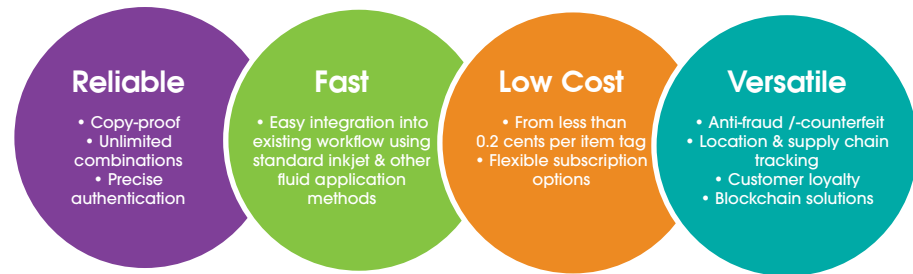 Reliable
• Copy-proof
• Unlimited
combinations
• Precise
authentication
Fast
• Easy integration into
existing workflow using
standard inkjet & other
fluid application
methods
Low Cost
• From less than
0.2 cents per item tag
• Flexible subscription
options
Versatile
• Anti-fraud /-counterfeit
• Location & supply chain
tracking
• Customer loyalty
• Blockchain solutions